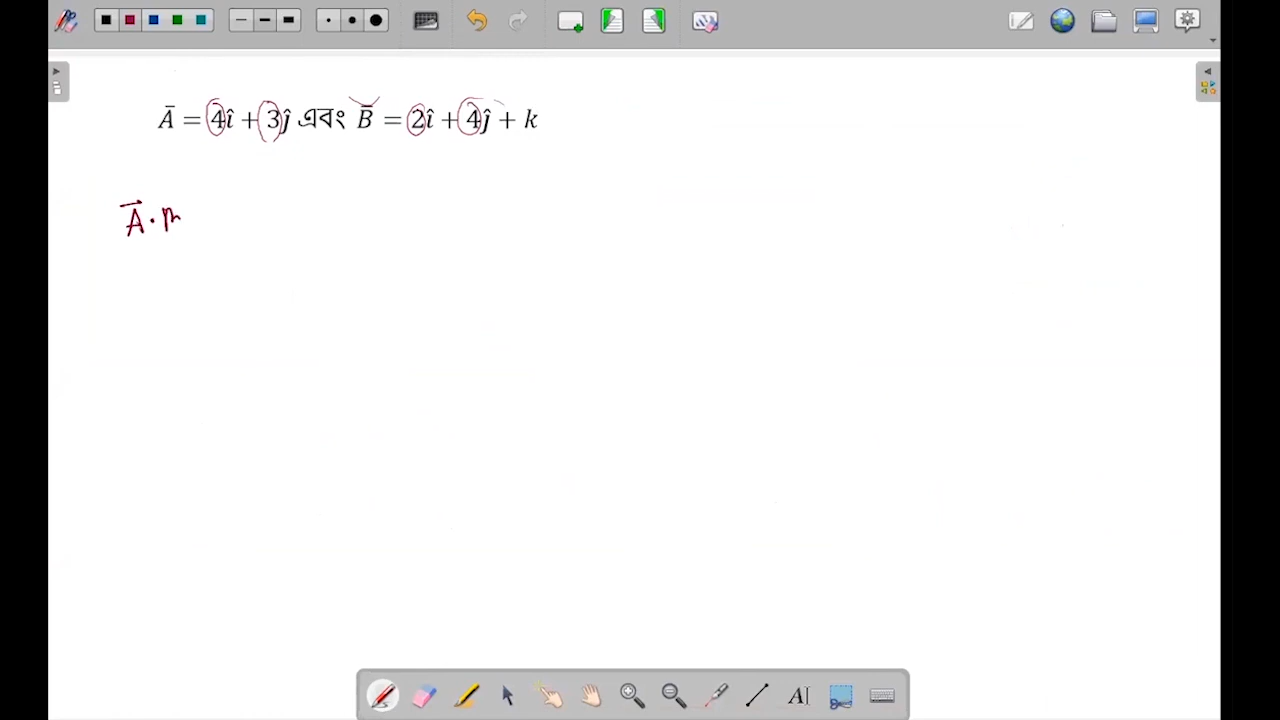 Ā = 4î + 3ĵ এবং B̄ = 2î + 4ĵ + k
A⃗ ·